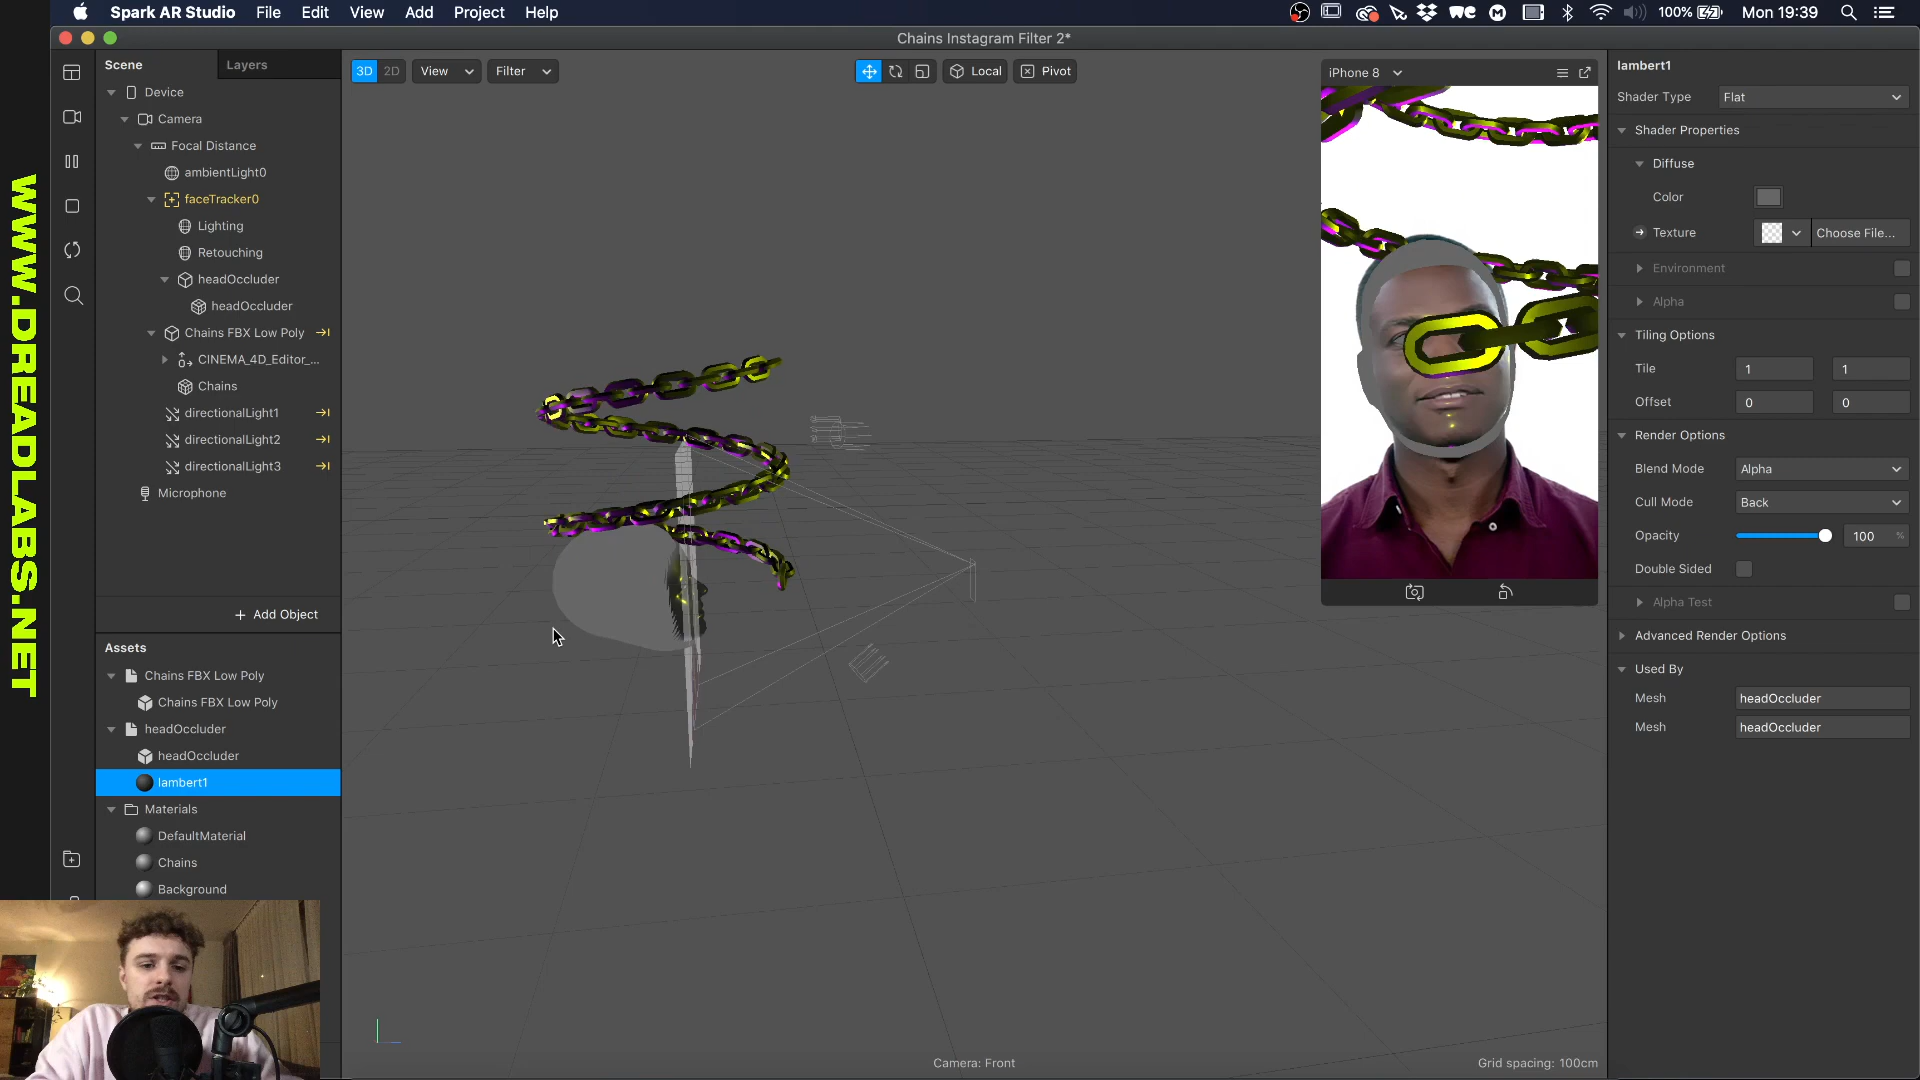 Spark AR Studio File Edit View Add Project Help
100% Mon 19:39
Chains Instagram Filter 2*
WWW.DREADLABS.NET
Scene
Layers
Device
Camera
Focal Distance
ambientLight0
faceTracker0
Lighting
Retouching
headOccluder
headOccluder
Chains FBX Low Poly
CINEMA_4D_Editor_...
Chains
directionalLight1
directionalLight2
directionalLight3
Microphone
Add Object
Assets
Chains FBX Low Poly
Chains FBX Low Poly
headOccluder
headOccluder
lambert1
Materials
DefaultMaterial
Chains
Background
3D 2D
View
Filter
Local
Pivot
iPhone 8
Camera: Front
Grid spacing: 100cm
lambert1
Shader Type Flat
Shader Properties
Diffuse
Color
Texture Choose File...
Environment
Alpha
Tiling Options
Tile 1 1
Offset 0 0
Render Options
Blend Mode Alpha
Cull Mode Back
Opacity 100 %
Double Sided
Alpha Test
Advanced Render Options
Used By
Mesh headOccluder
Mesh headOccluder